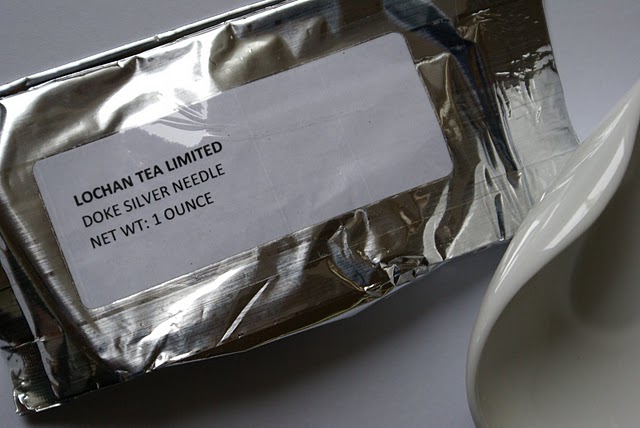 LOCHAN TEA LIMITED
DOKE SILVER NEEDLE
NET WT: 1 OUNCE